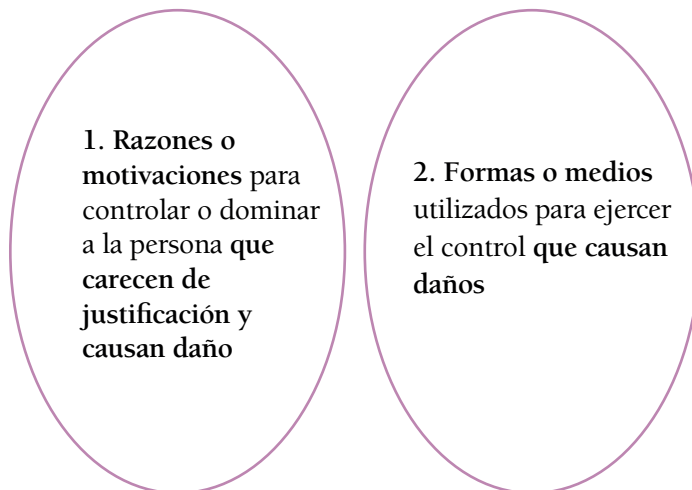 1. Razones o
motivaciones para
controlar o dominar
a la persona que
carecen de
justificación y
causan daño
2. Formas o medios
utilizados para ejercer
el control que causan
daños